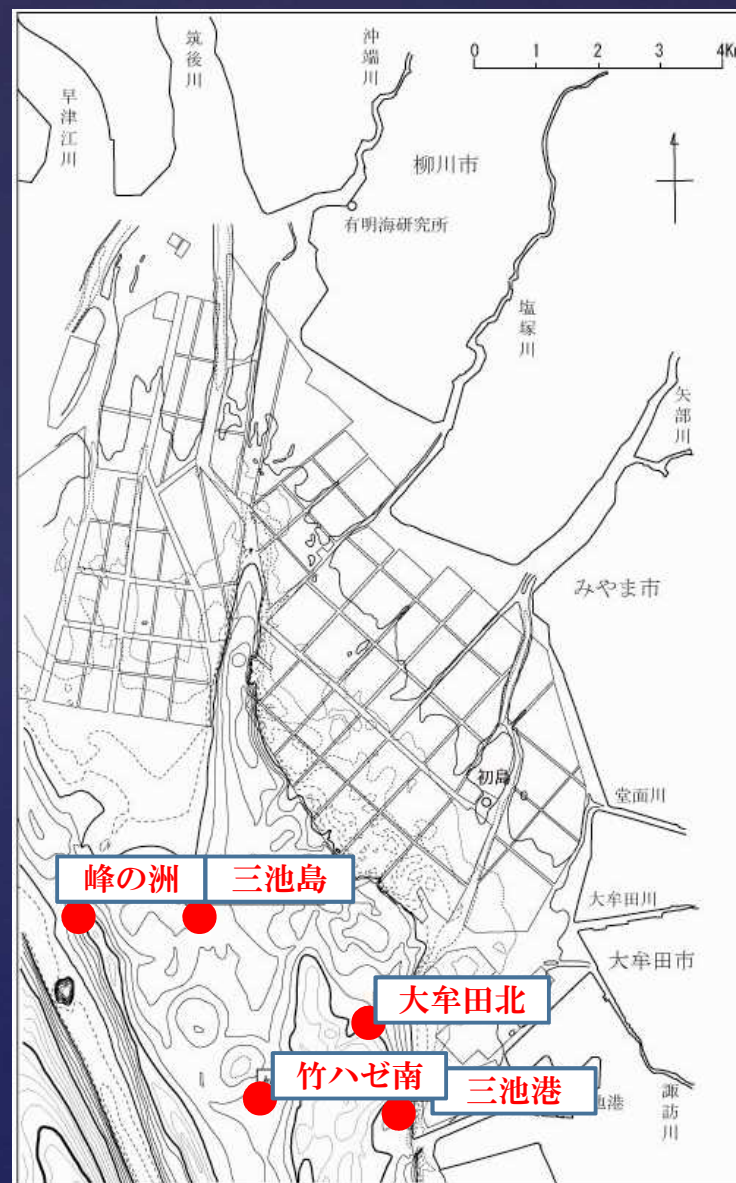 早津江川
筑後川
沖端川
0 1 2 3 4K
柳川市
有明海研究所
塩塚川
矢部川
みやま市
初島
堂面川
峰の洲
三池島
大牟田川
大牟田市
大牟田北
竹ハゼ南
三池港
池港
諏訪川